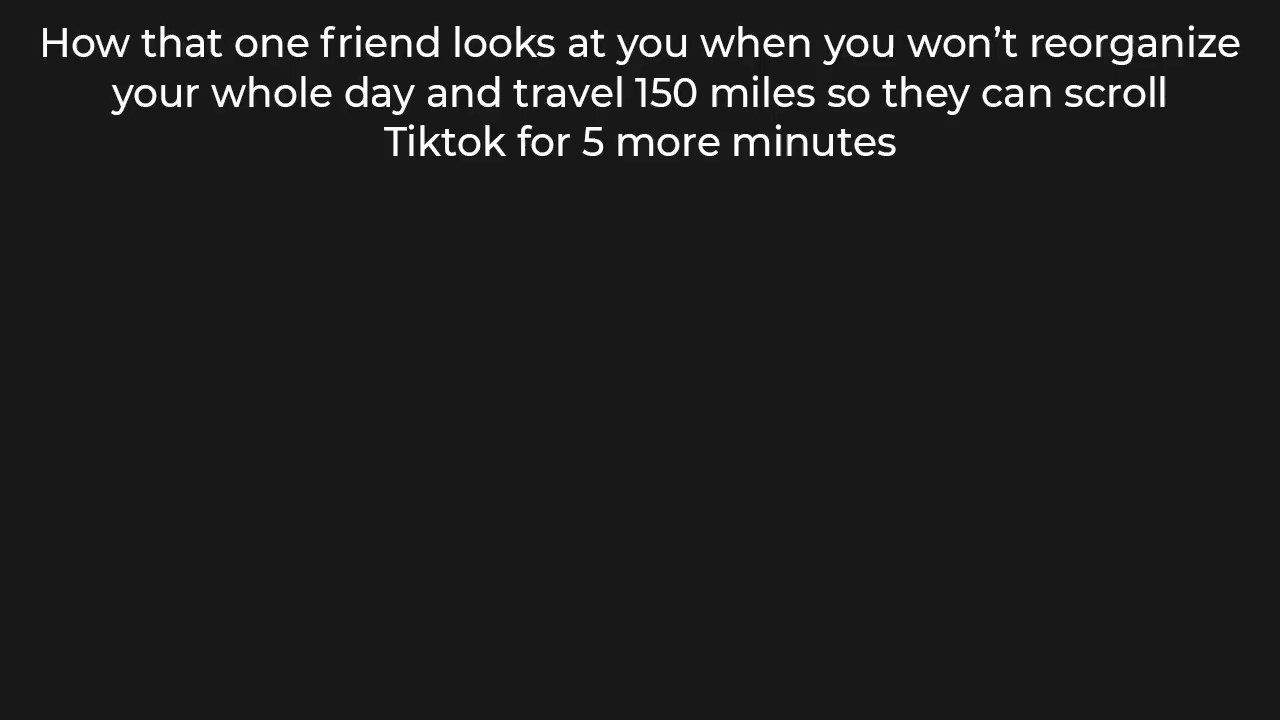 How that one friend looks at you when you won’t reorganize
your whole day and travel 150 miles so they can scroll
Tiktok for 5 more minutes